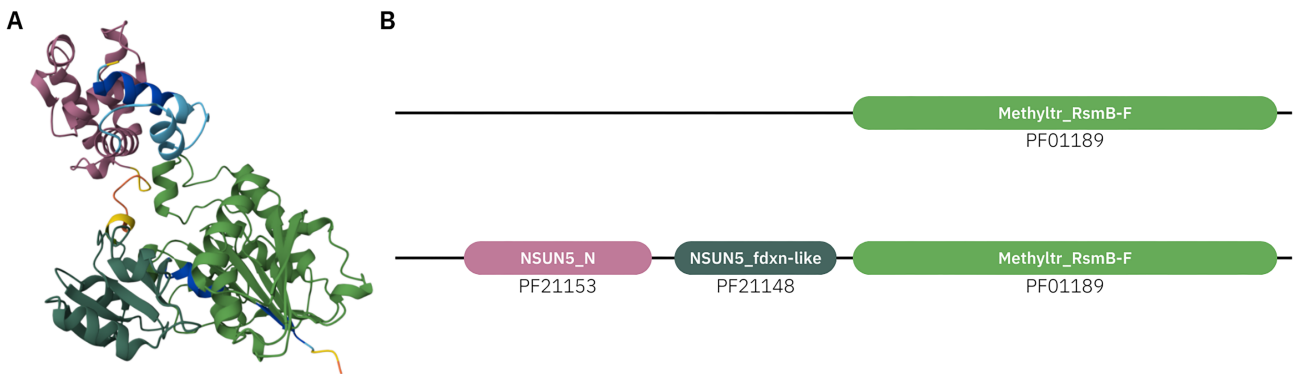 A
B
Methyltr_RsmB-F
PF01189
NSUN5_N
NSUN5_fdxn-like
Methyltr_RsmB-F
PF21153
PF21148
PF01189